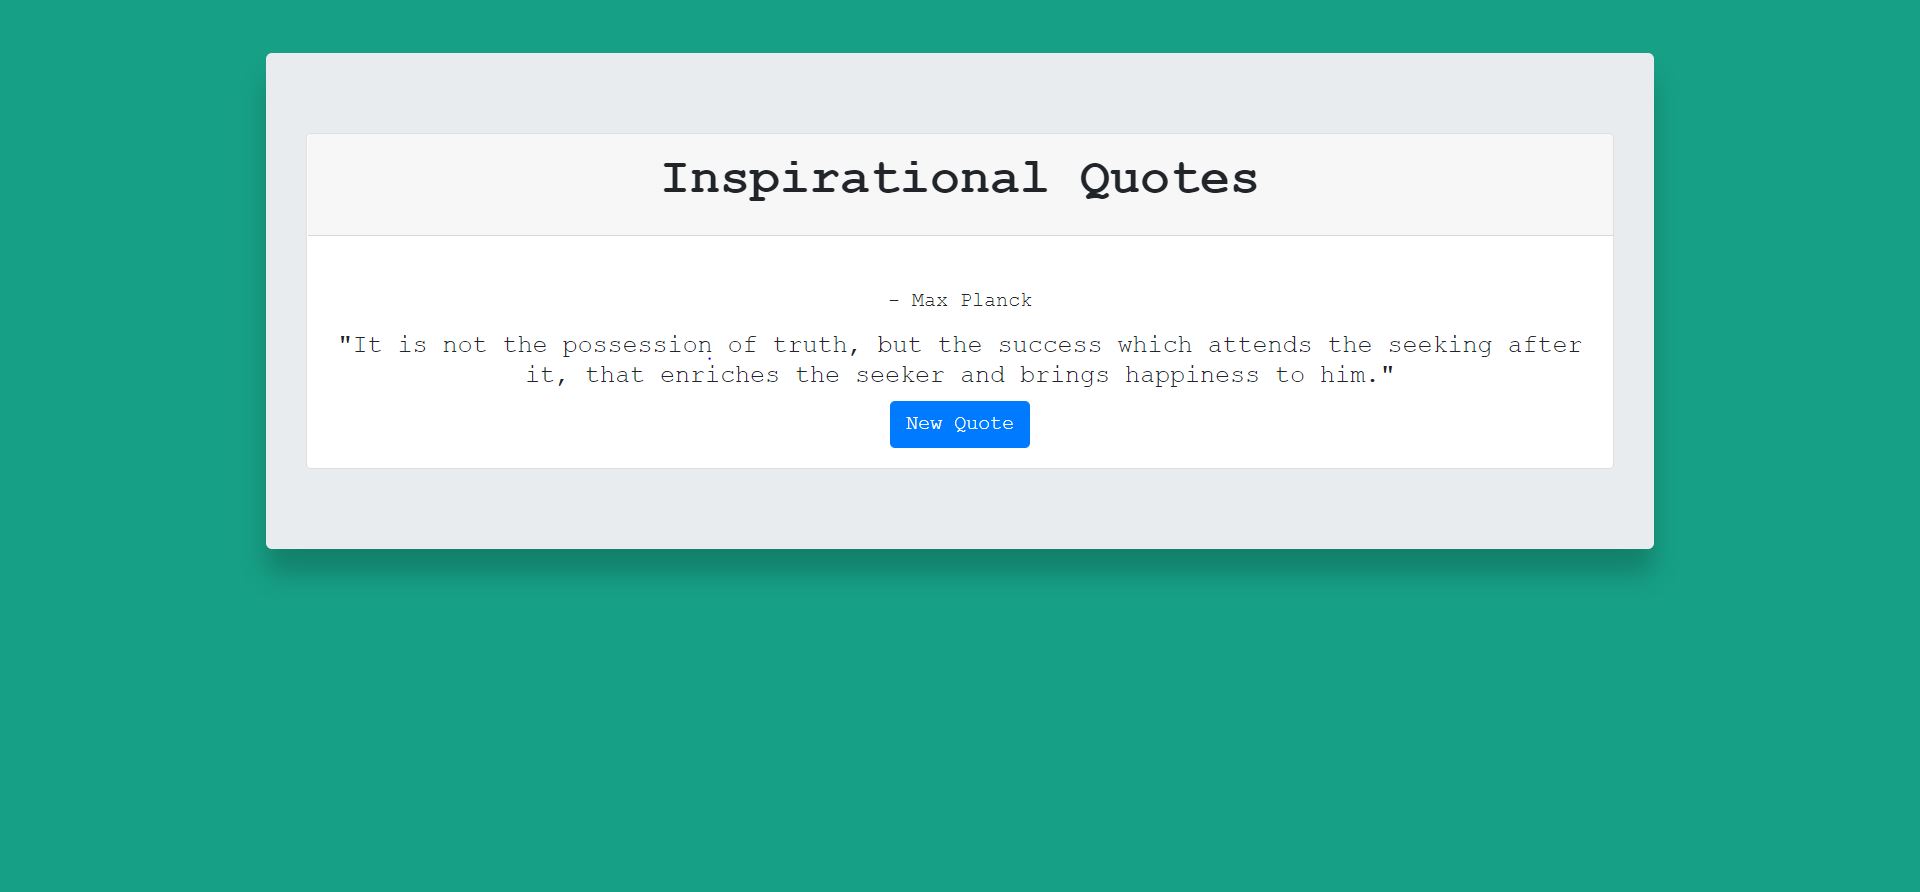 Inspirational Quotes
- Max Planck
"It is not the possession of truth, but the success which attends the seeking after
it, that enriches the seeker and brings happiness to him."
New Quote